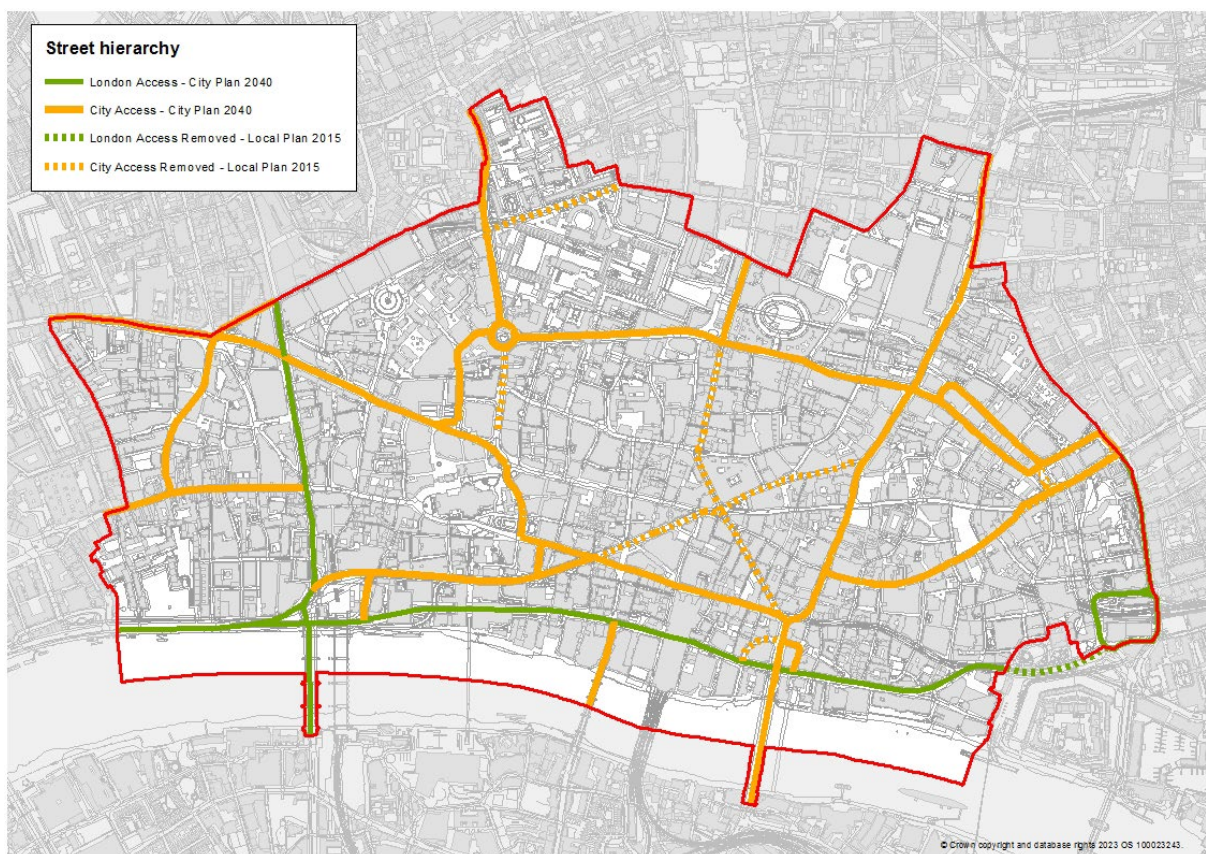 Street hierarchy
London Access - City Plan 2040
City Access - City Plan 2040
London Access Removed - Local Plan 2015
City Access Removed - Local Plan 2015
© Crown copyright and database rights 2023 OS 100023243.